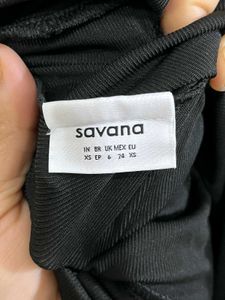 savana
IN BR UK MEX EU
XS EP 6 74 XS